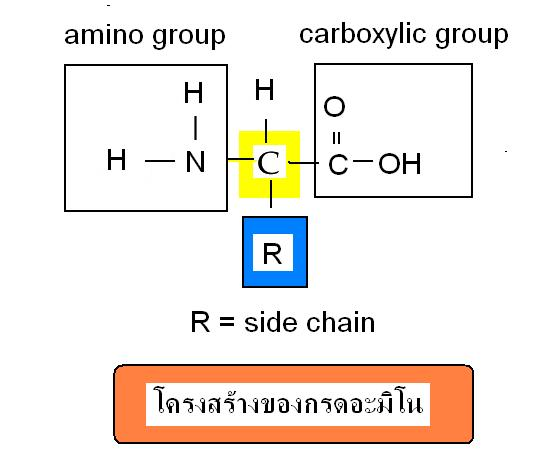 amino group
carboxylic group
H
H
O
H
N
C
C
OH
R
R = side chain
โครงสร้างของกรดอะมิโน